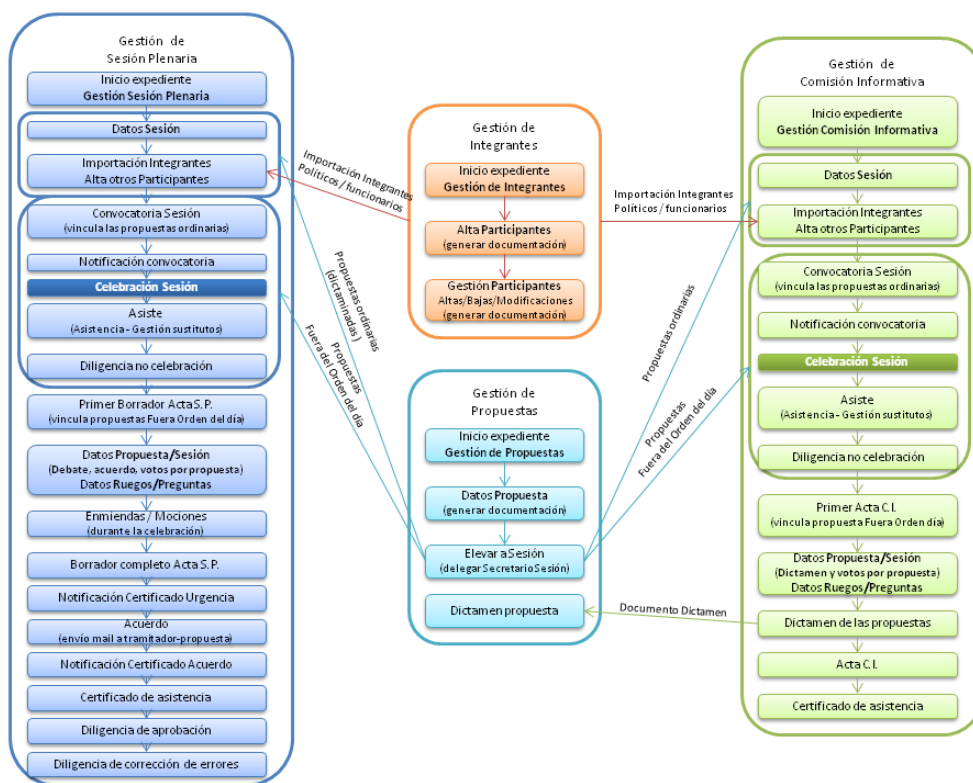 Gestión de
Sesión Plenaria
Inicio expediente
Gestión Sesión Plenaria
Datos Sesión
Importación Integrantes
Alta otros Participantes
Convocatoria Sesión
(vincula las propuestas ordinarias)
Notificación convocatoria
Celebración Sesión
Asiste
(Asistencia - Gestión sustitutos)
Diligencia no celebración
Primer Borrador Acta S.P.
(vincula propuestas Fuera Orden del día)
Datos Propuesta/Sesión
(Debate, acuerdo, votos por propuesta)
Datos Ruegos/Preguntas
Enmiendas / Mociones
(durante la celebración)
Borrador completo Acta S.P.
Notificación Certificado Urgencia
Acuerdo
(envío mail a tramitador-propuesta)
Notificación Certificado Acuerdo
Certificado de asistencia
Diligencia de aprobación
Diligencia de corrección de errores
Importación Integrantes
Políticos / funcionarios
Propuestas ordinarias
(dictaminadas)
Propuestas
Fuera del Orden del día
Gestión de
Integrantes
Inicio expediente
Gestión de Integrantes
Alta Participantes
(generar documentación)
Gestión Participantes
Altas/Bajas/Modificaciones
(generar documentación)
Gestión de
Propuestas
Inicio expediente
Gestión de Propuestas
Datos Propuesta
(generar documentación)
Elevar a Sesión
(delegar Secretario Sesión)
Dictamen propuesta
Importación Integrantes
Políticos / funcionarios
Propuestas ordinarias
Propuestas
Fuera del Orden del día
Documento Dictamen
Gestión de
Comisión Informativa
Inicio expediente
Gestión Comisión Informativa
Datos Sesión
Importación Integrantes
Alta otros Participantes
Convocatoria Sesión
(vincula las propuestas ordinarias)
Notificación convocatoria
Celebración Sesión
Asiste
(Asistencia - Gestión sustitutos)
Diligencia no celebración
Primer Acta C.I.
(vincula propuesta Fuera Orden día)
Datos Propuesta/Sesión
(Dictamen y votos por propuesta)
Datos Ruegos/Preguntas
Dictamen de las propuestas
Acta C.I.
Certificado de asistencia